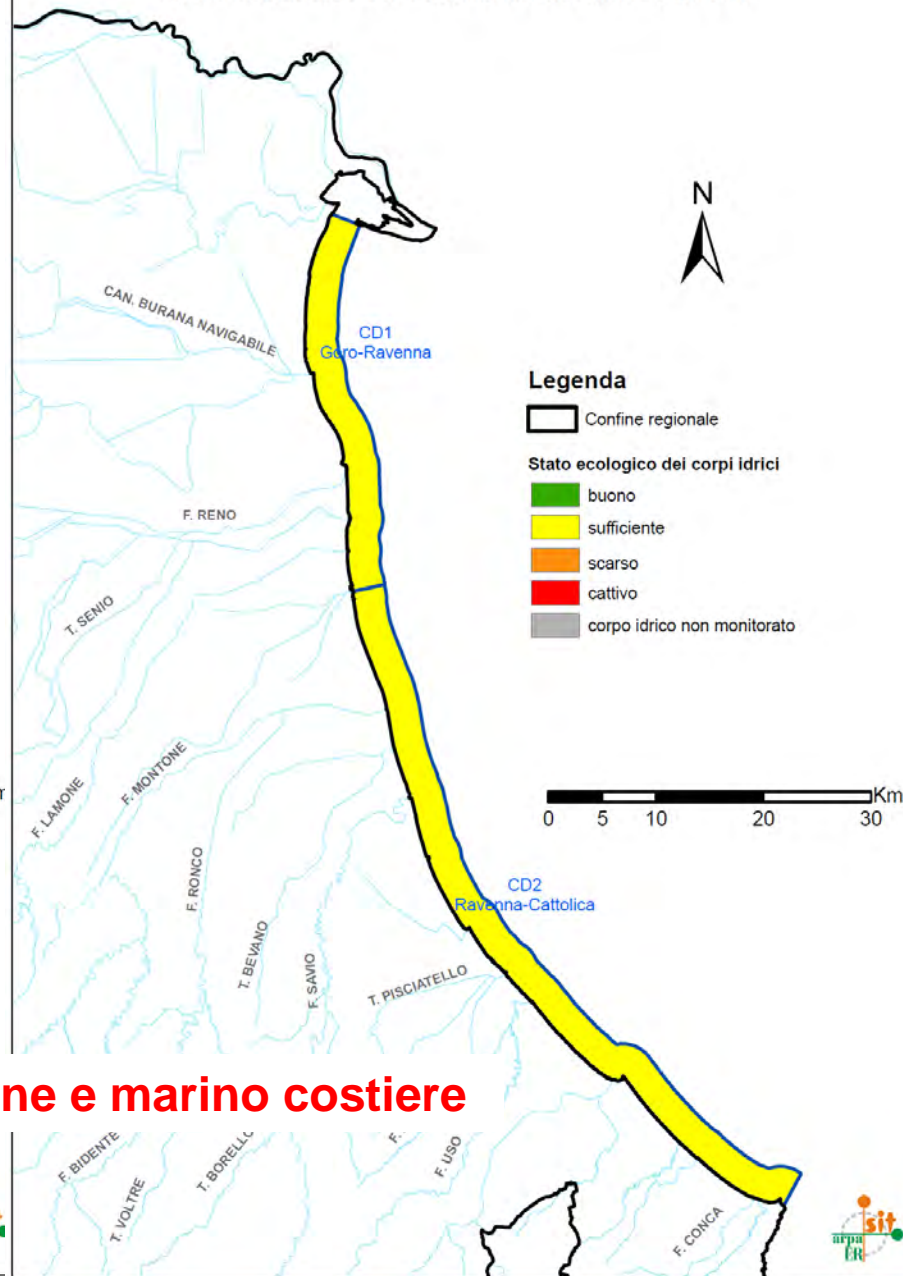 N
CAN. BURANA NAVIGABILE
CD1
Goro-Ravenna
Legenda
Confine regionale
Stato ecologico dei corpi idrici
buono
sufficiente
scarso
cattivo
corpo idrico non monitorato
F. RENO
T. SENIO
F. LAMONE
F. MONTONE
Km
0 5 10 20 30
F. RONCO
CD2
Ravenna-Cattolica
T. BEVANO
F. SAVIO
T. PISCIATELLO
ne e marino costiere
F. BIDENTE
T. VOLTRE
T. BORELLO
F. USO
F. CONCA
sit
arpa
ER